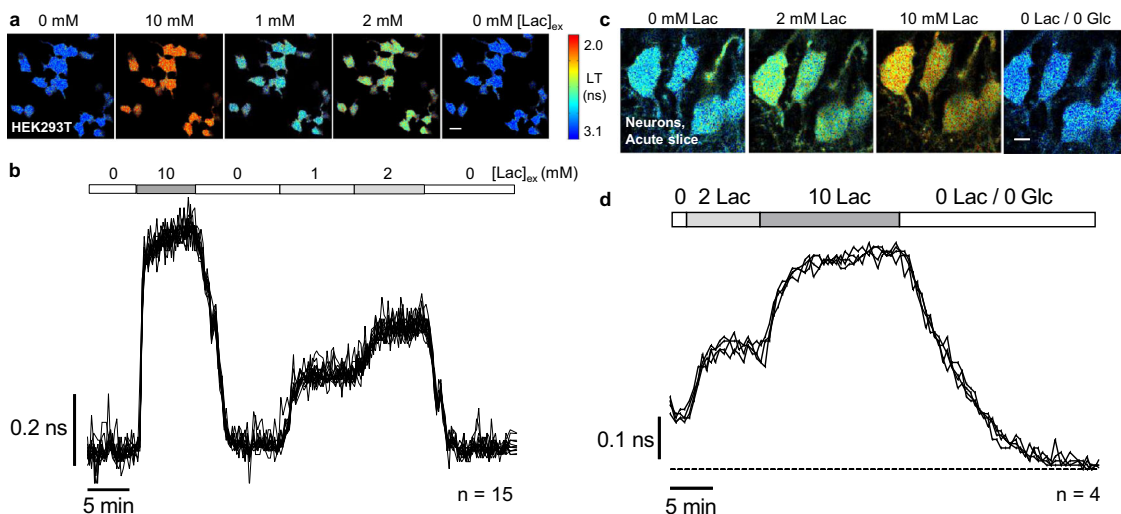 a
0 mM 10 mM 1 mM 2 mM 0 mM [Lac]ex
HEK293T
2.0
LT
(ns)
3.1
b
0 10 0 1 2 0 [Lac]ex (mM)
0.2 ns
5 min
n = 15
c
0 mM Lac 2 mM Lac 10 mM Lac 0 Lac / 0 Glc
Neurons,
Acute slice
d
0 2 Lac 10 Lac 0 Lac / 0 Glc
0.1 ns
5 min
n = 4